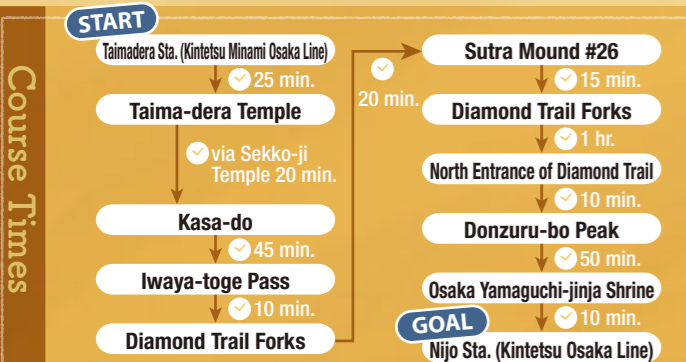 Course Times
START
Taimadera Sta. (Kintetsu Minami Osaka Line)
25 min.
Taima-dera Temple
via Sekko-ji
Temple 20 min.
Kasa-do
45 min.
Iwaya-toge Pass
10 min.
Diamond Trail Forks
20 min.
Sutra Mound #26
15 min.
Diamond Trail Forks
1 hr.
North Entrance of Diamond Trail
10 min.
Donzuru-bo Peak
50 min.
Osaka Yamaguchi-jinja Shrine
10 min.
GOAL
Nijo Sta. (Kintetsu Osaka Line)